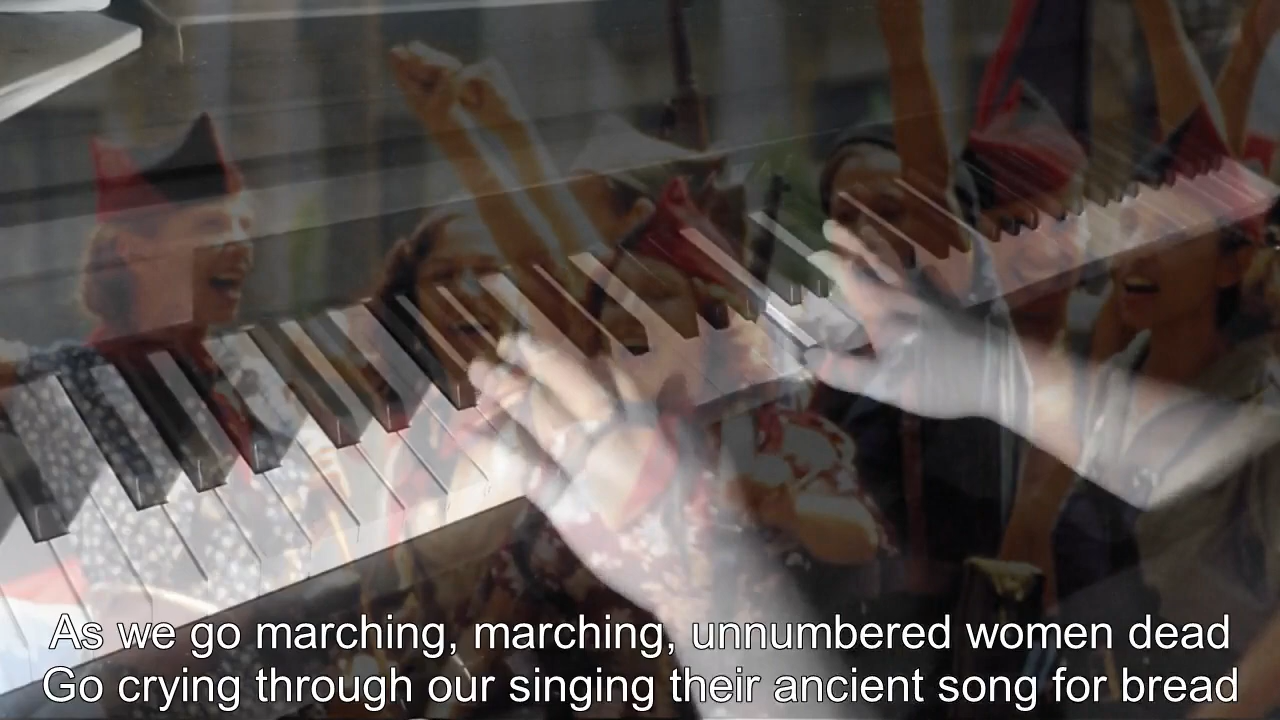 As we go marching, marching, unnumbered women dead
Go crying through our singing their ancient song for bread